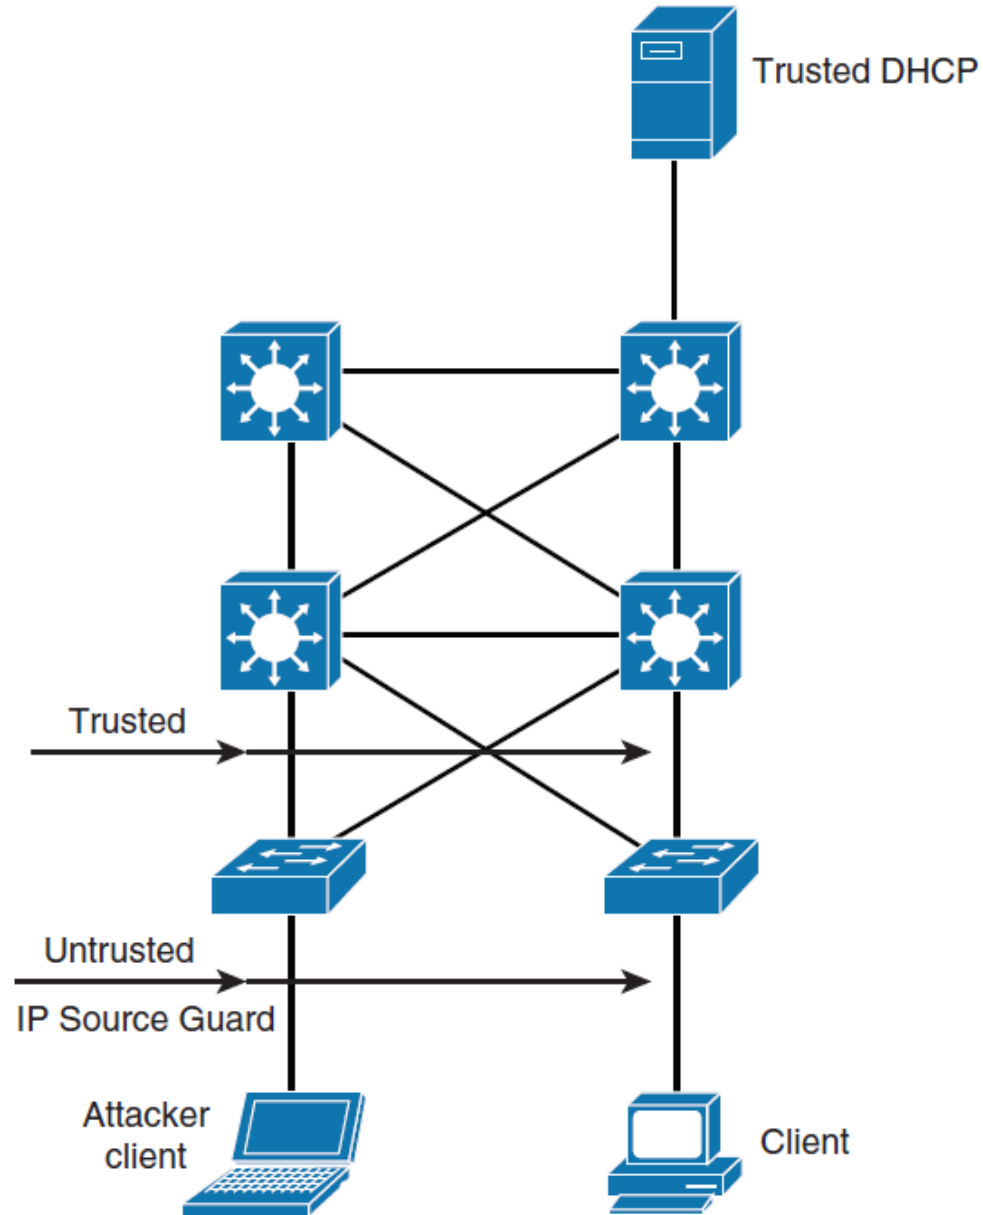 Trusted DHCP
Trusted
Untrusted
IP Source Guard
Attacker
client
Client